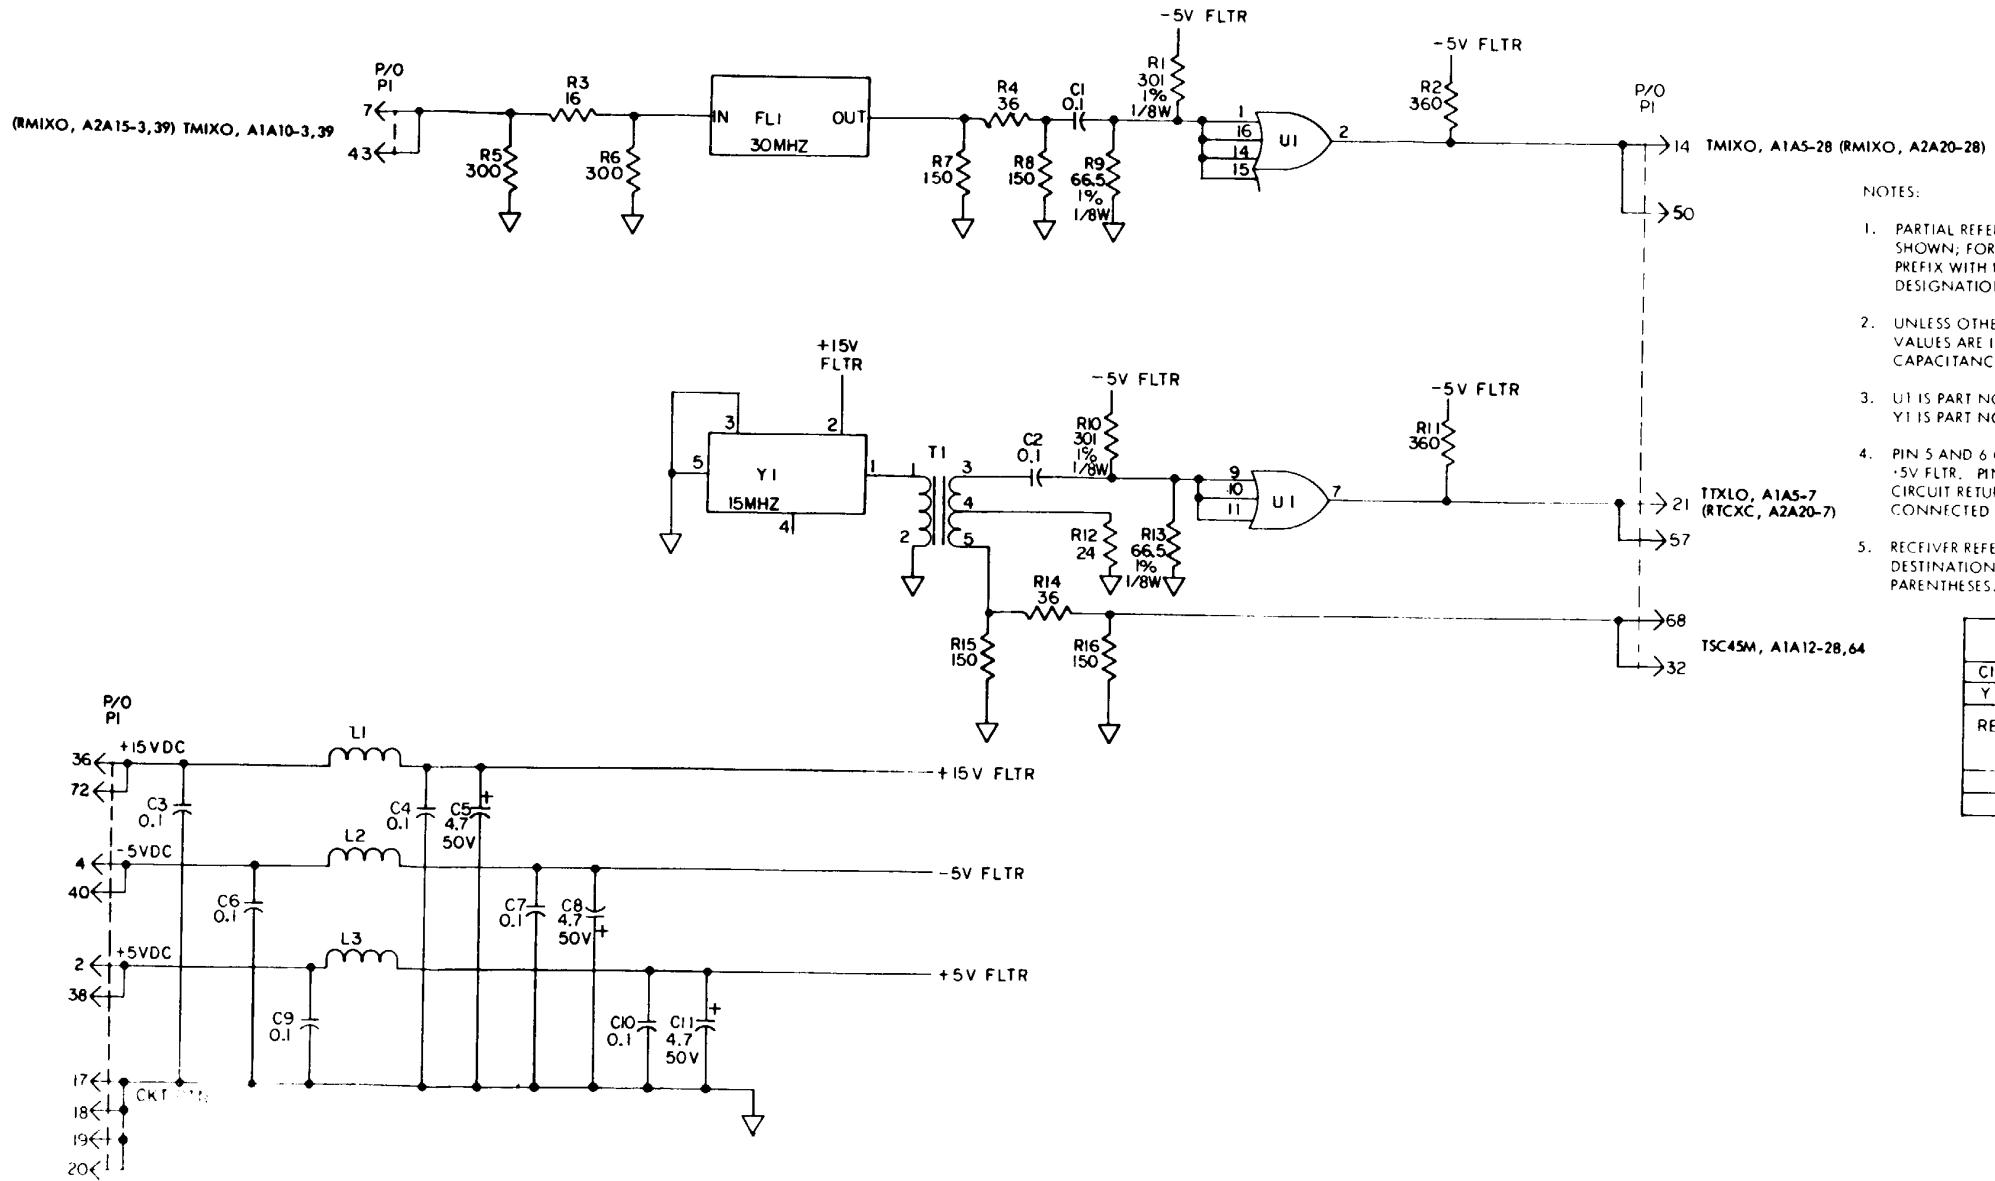 -5V FLTR
-5V FLTR
P/O
P1
(RMIXO, A2A15-3,39) TMIXO, A1A10-3,39
7
43
R3
16
R5
300
R6
300
IN FL1 OUT
30MHZ
R4
36
C1
0.1
R7
150
R8
150
R9
66.5
1%
1/8W
R1
301
1%
1/8W
1
16
14
15
U1
2
R2
360
P/O
P1
14 TMIXO, A1A5-28 (RMIXO, A2A20-28)
50
NOTES:
1. PARTIAL
SHOWN; FOR
PREFIX WITH
2. UNLESS
VALUES ARE
3. U1 IS PART
Y1 IS PART
4. PIN 5 AND 6
5V FLTR.
CIRCUIT
CONNECTED
5. RECEIVER
PARENTHESES.
+15V
FLTR
3
2
5
Y1
1
15MHZ
4
T1
1
2
3
4
5
C2
0.1
-5V FLTR
R10
301
1%
1/8W
R12
24
R13
66.5
1%
1/8W
9
10
11
U1
7
-5V FLTR
R11
360
21 TTXLO, A1A5-7
(RTCXC, A2A20-7)
57
R14
36
R15
150
R16
150
68
TSC45M, A1A12-28,64
32
P/O
P1
36 +15VDC
72
L1
+15V FLTR
C3
0.1
C4
0.1
C5
4.7
50V
+
4 -5VDC
40
L2
-5V FLTR
C6
0.1
C7
0.1
C8
4.7
50V
+
2 +5VDC
38
L3
+5V FLTR
C9
0.1
C10
0.1
C11
4.7
50V
+
17
CKT
18
19
20